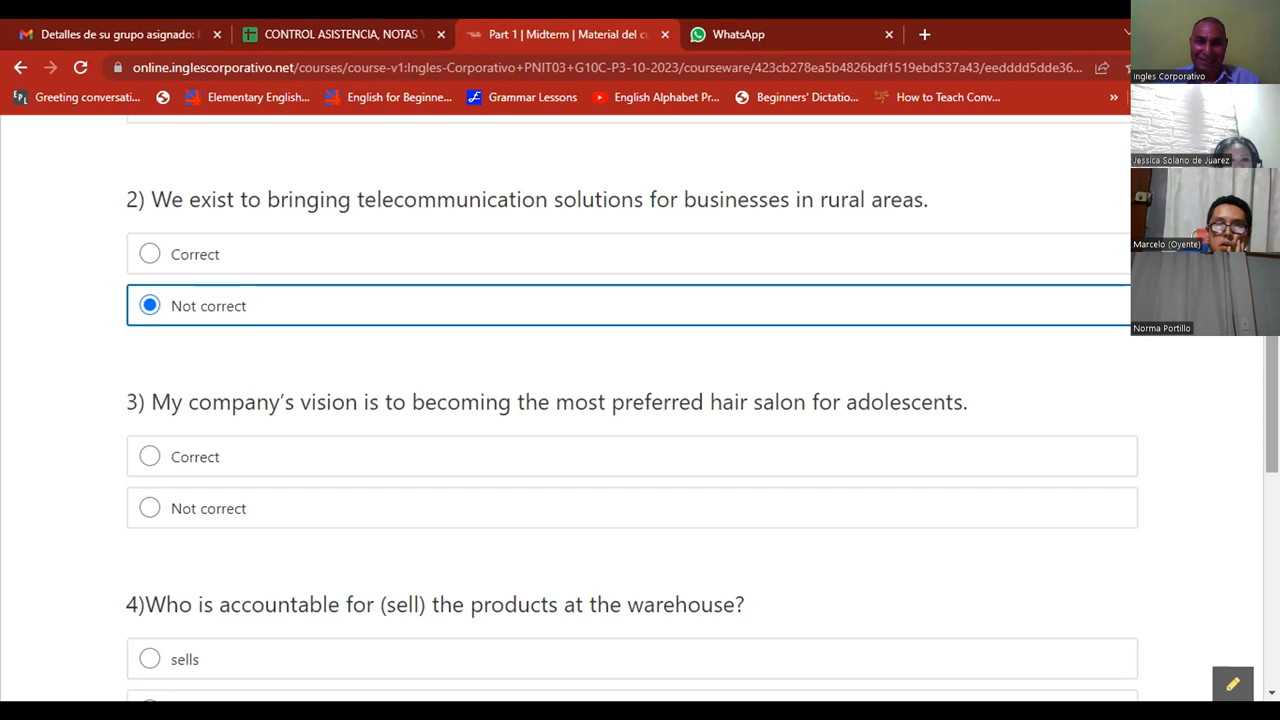 Detalles de su grupo asignado:
CONTROL ASISTENCIA, NOTAS
Part 1 | Midterm | Material del cu
WhatsApp
online.inglescorporativo.net/courses/course-v1:Ingles-Corporativo+PNIT03+G10C-P3-10-2023/courseware/423cb278ea5b4826bdf1519ebd537a43/eedddd5dde36...
Greeting conversati...
Elementary English...
English for Beginne...
Grammar Lessons
English Alphabet Pr...
Beginners' Dictatio...
How to Teach Conv...
»
Ingles Corporativo
Jessica Solano de Juarez
Marcelo (Oyente)
Norma Portillo
2) We exist to bringing telecommunication solutions for businesses in rural areas.
Correct
Not correct
3) My company’s vision is to becoming the most preferred hair salon for adolescents.
Correct
Not correct
4)Who is accountable for (sell) the products at the warehouse?
sells